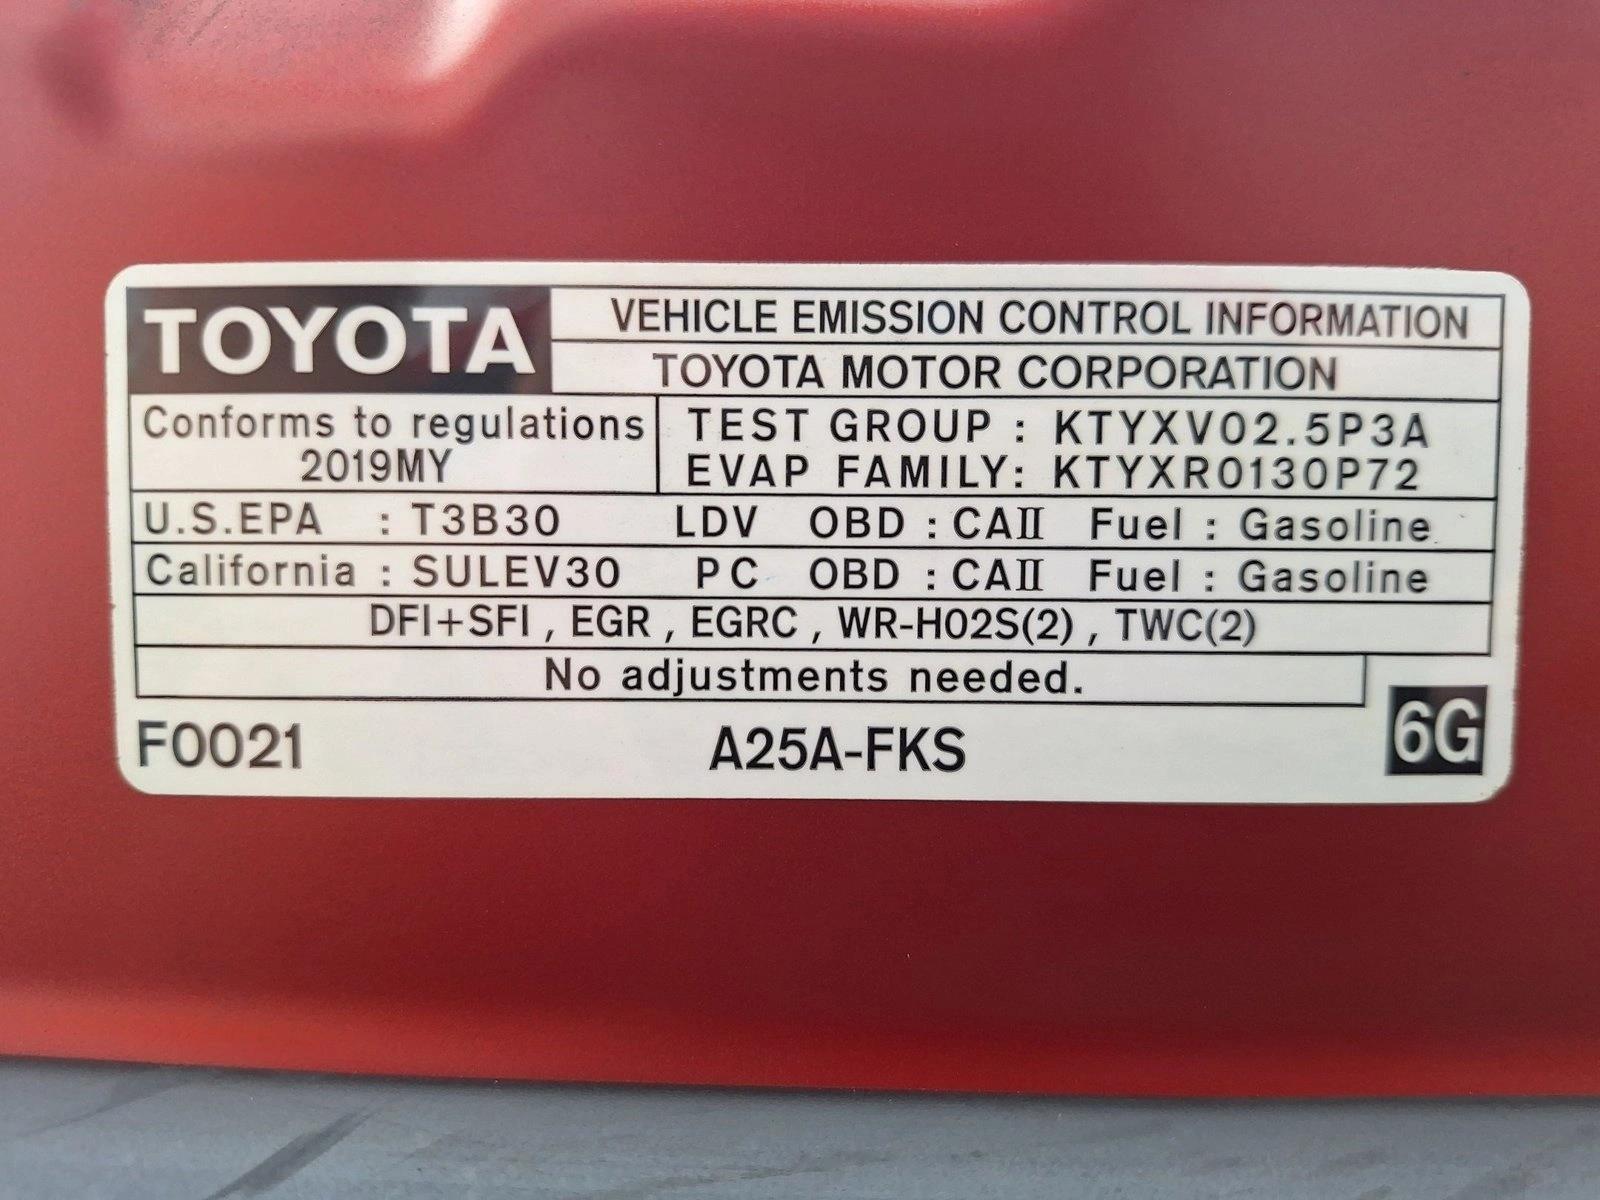 TOYOTA VEHICLE EMISSION CONTROL INFORMATION
TOYOTA MOTOR CORPORATION
Conforms to regulations
2019MY
TEST GROUP : KTYXV02.5P3A
EVAP FAMILY: KTYXR0130P72
U.S.EPA : T3B30 LDV OBD : CAII Fuel : Gasoline
California : SULEV30 PC OBD : CAII Fuel : Gasoline
DFI+SFI , EGR , EGRC , WR-HO2S(2) , TWC(2)
No adjustments needed.
F0021 A25A-FKS 6G